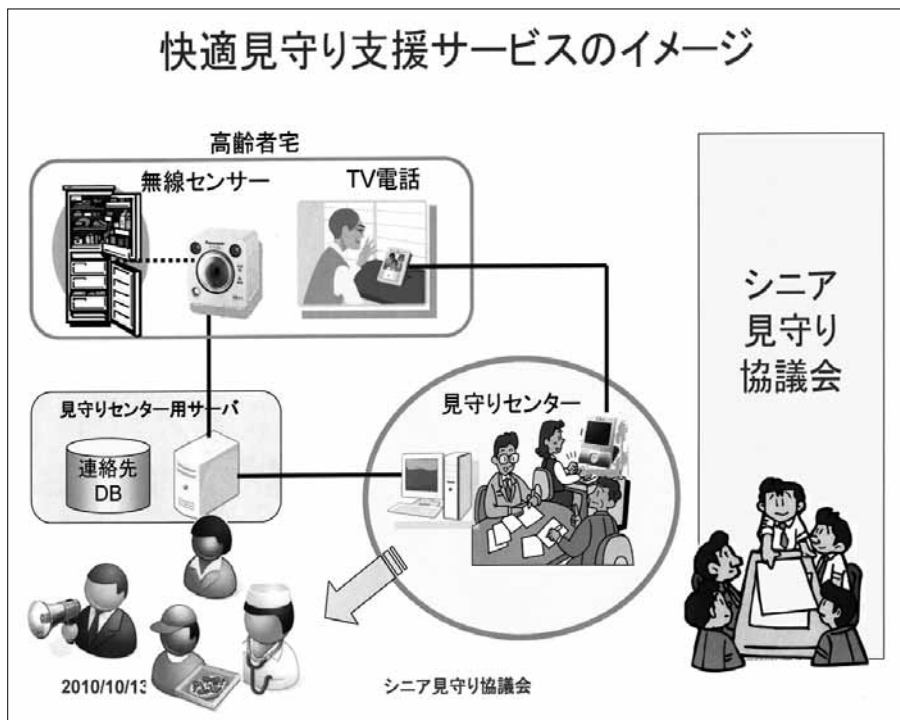 快適見守り支援サービスのイメージ
高齢者宅
無線センサー
TV電話
シニア
見守り
協議会
見守りセンター用サーバ
連絡先
DB
見守りセンター
2010/10/13
シニア見守り協議会